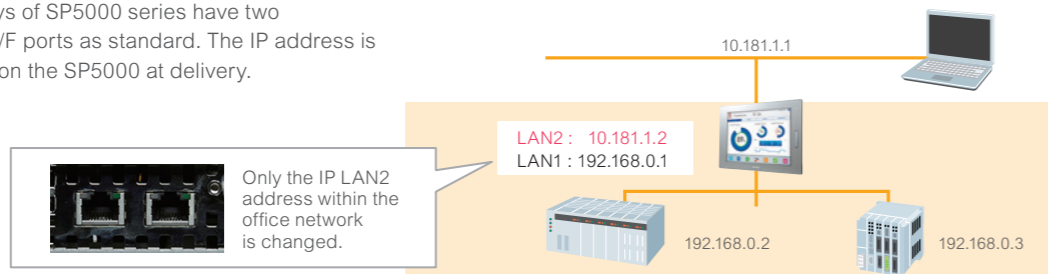 of SP5000 series have two
/F ports as standard. The IP address is
on the SP5000 at delivery.
10.181.1.1
LAN2 : 10.181.1.2
LAN1 : 192.168.0.1
Only the IP LAN2
address within the
office network
is changed.
192.168.0.2
192.168.0.3